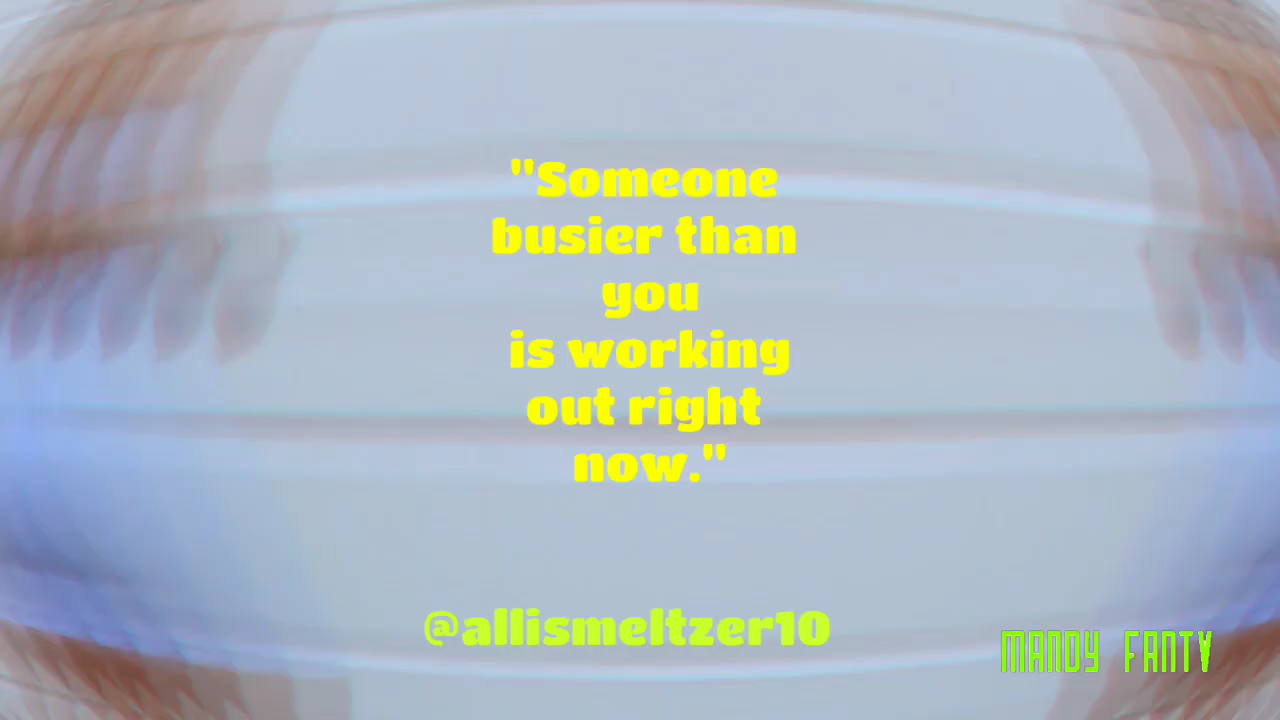 "Someone
busier than
you
is working
out right
now."
@allismeltzer10
MANDY FANTV